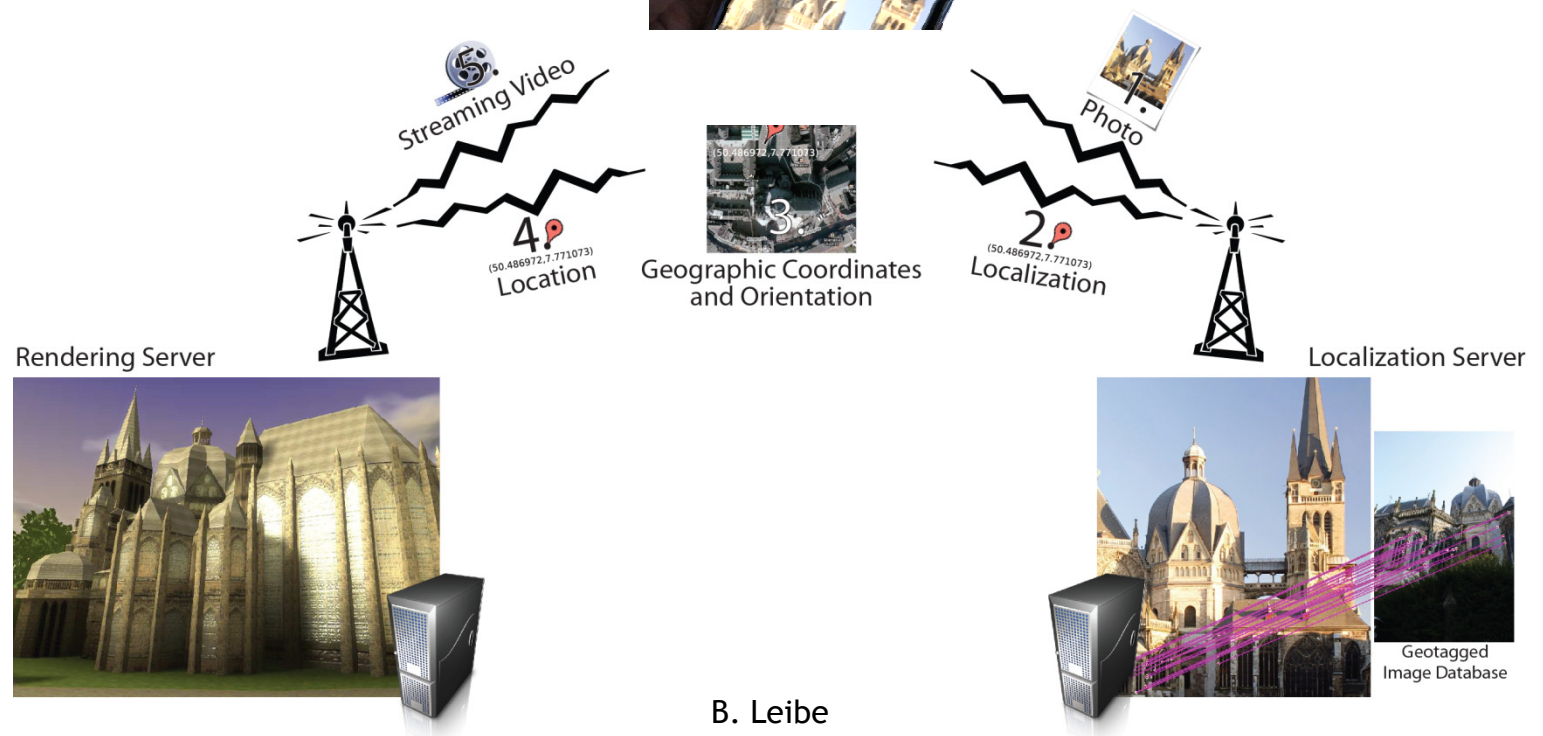 5.
Streaming Video
1.
Photo
(50.486972,7.771073)
3.
Geographic Coordinates
and Orientation
4.
(50.486972,7.771073)
Location
2.
(50.486972,7.771073)
Localization
Rendering Server
Localization Server
Geotagged
Image Database
B. Leibe